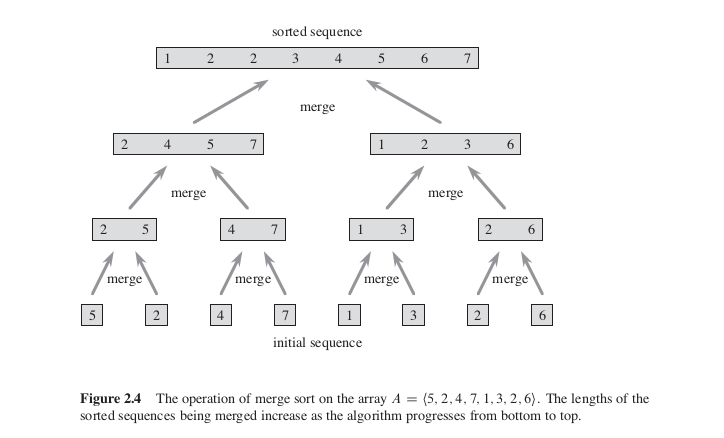 sorted sequence
1 2 2 3 4 5 6 7
merge
2 4 5 7 1 2 3 6
merge merge
2 5 4 7 1 3 2 6
merge merge merge merge
5 2 4 7 1 3 2 6
initial sequence
Figure 2.4 The operation of merge sort on the array A = ⟨5, 2, 4, 7, 1, 3, 2, 6⟩. The lengths of the
sorted sequences being merged increase as the algorithm progresses from bottom to top.